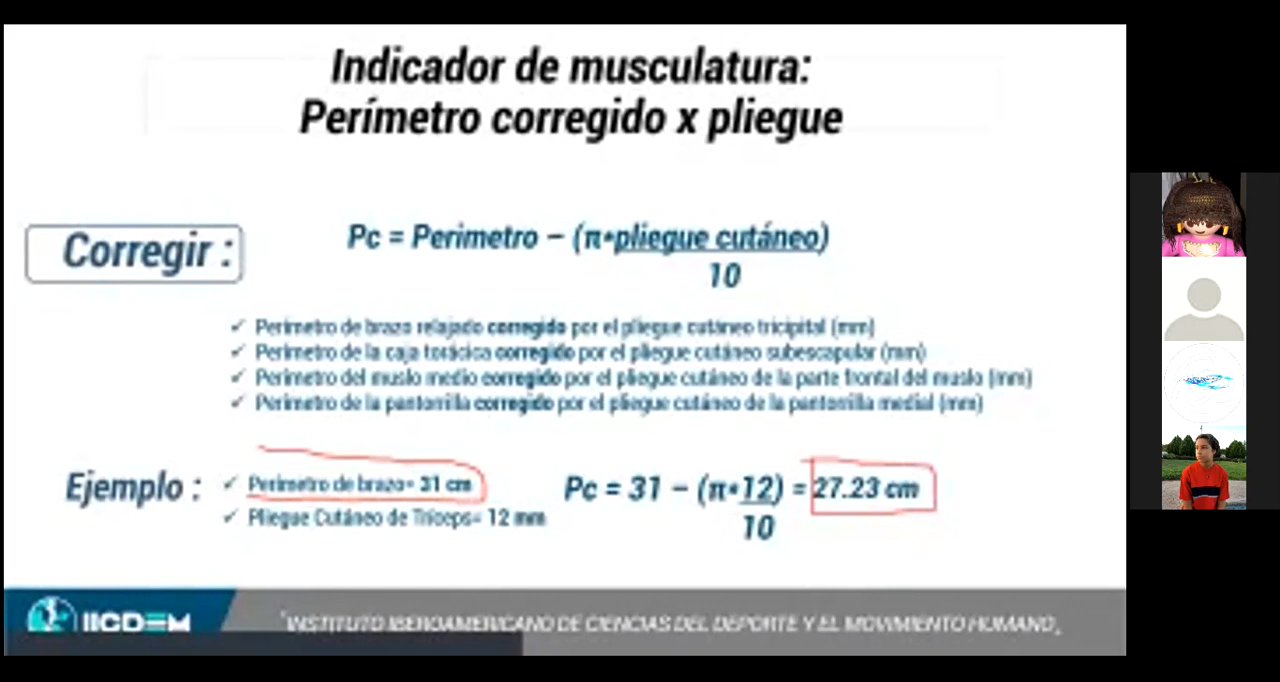 Indicador de musculatura:
Perímetro corregido x pliegue
Corregir :
Pc = Perimetro – (π*pliegue cutáneo)
10
✓ Perimetro de brazo relajado corregido por el pliegue cutáneo tricipital (mm)
✓ Perimetro de la caja torácica corregido por el pliegue cutáneo subescapular (mm)
✓ Perimetro del muslo medio corregido por el pliegue cutáneo de la parte frontal del muslo (mm)
✓ Perimetro de la pantorrilla corregido por el pliegue cutáneo de la pantorrilla medial (mm)
Ejemplo :
✓ Perimetro de brazo= 31 cm
✓ Pliegue Cutáneo de Triceps= 12 mm
Pc = 31 – (π*12) = 27.23 cm
10
IICDEM
"INSTITUTO IBEROAMERICANO DE CIENCIAS DEL DEPORTE Y EL MOVIMIENTO HUMANO"